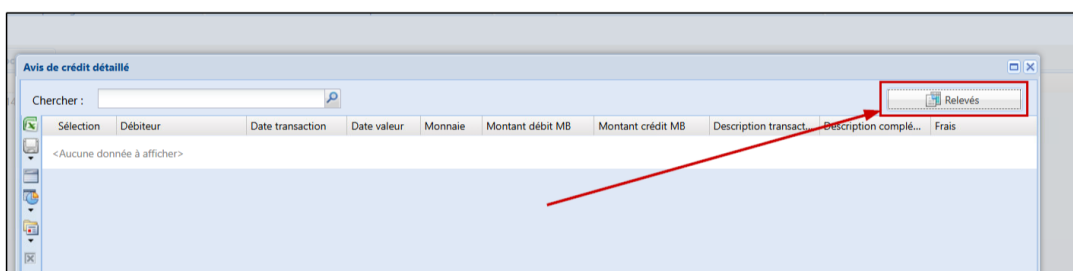 Avis de crédit détaillé
Chercher :
Relevés
Sélection Débiteur Date transaction Date valeur Monnaie Montant débit MB Montant crédit MB Description transact... Description complé... Frais
<Aucune donnée à afficher>